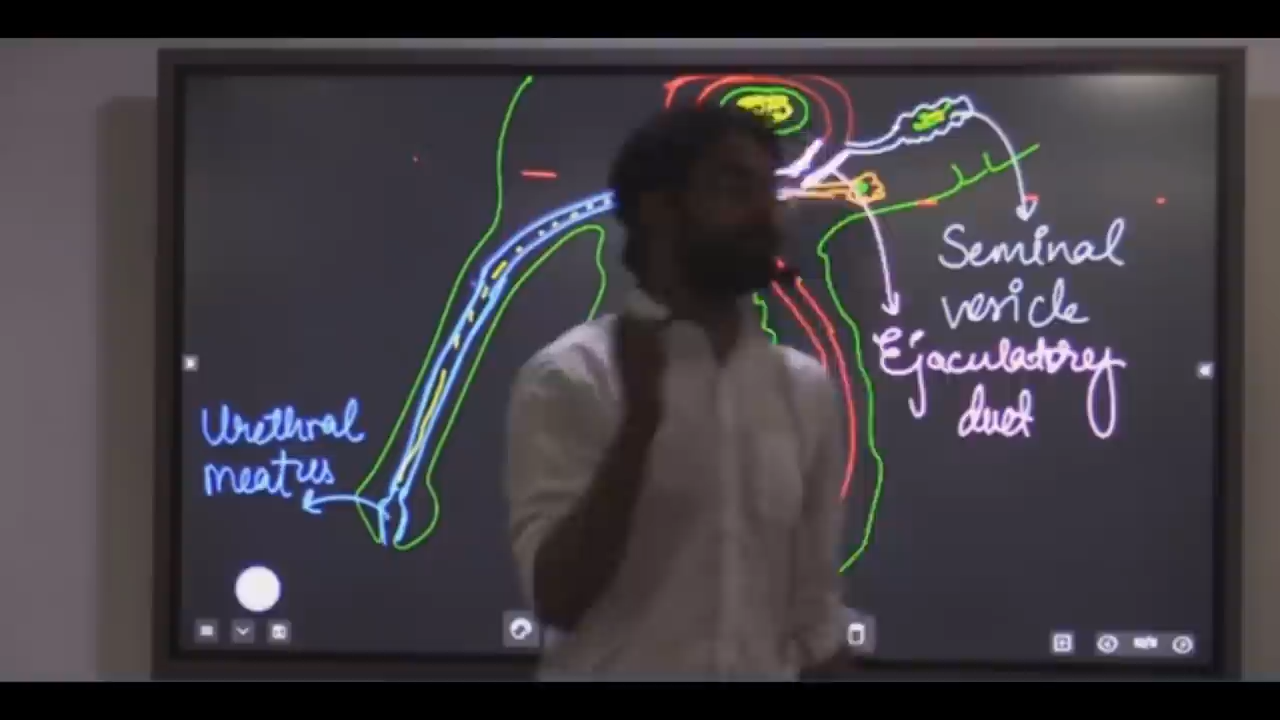 Seminal
vesicle
Ejaculatory
duct
Urethral
meatus